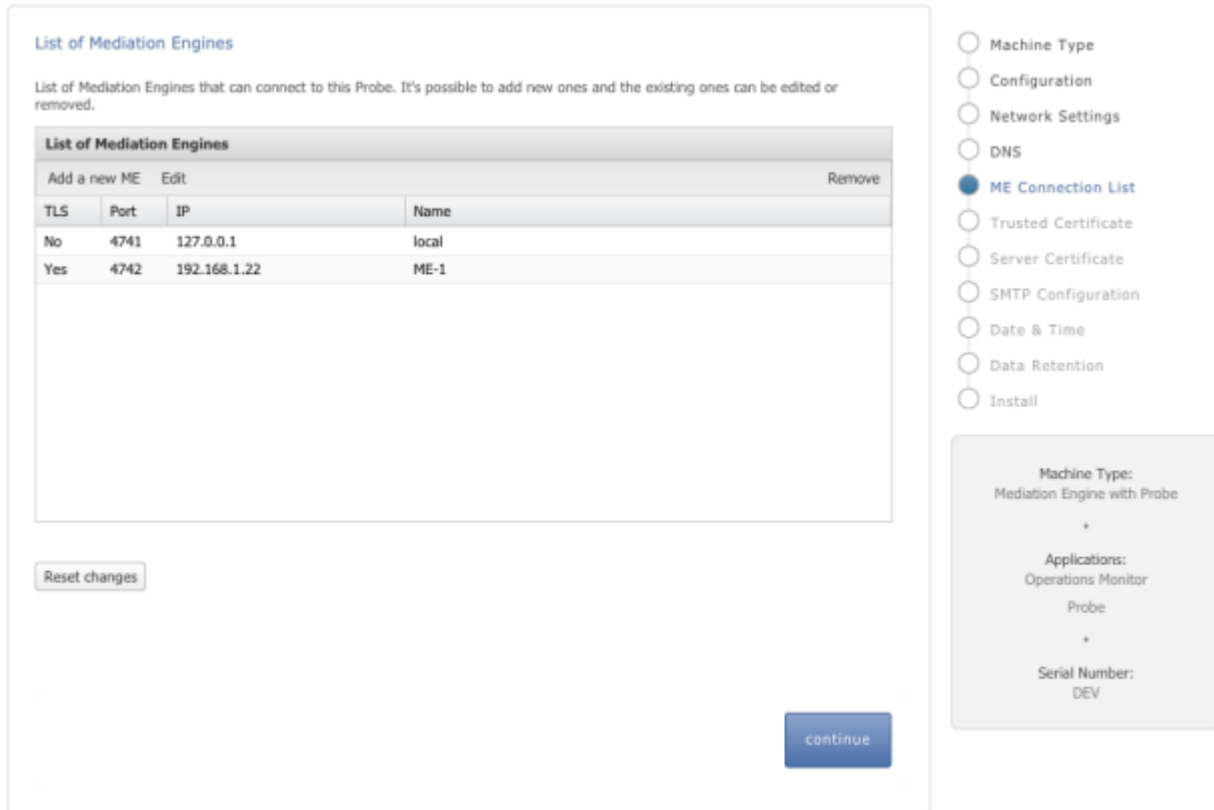 List of Mediation Engines
List of Mediation Engines that can connect to this Probe. It's possible to add new ones and the existing ones can be edited or
removed.
List of Mediation Engines
Add a new ME Edit Remove
TLS Port IP Name
No 4741 127.0.0.1 local
Yes 4742 192.168.1.22 ME-1
Reset changes
continue
Machine Type
Configuration
Network Settings
DNS
ME Connection List
Trusted Certificate
Server Certificate
SMTP Configuration
Date & Time
Data Retention
Install
Machine Type:
Mediation Engine with Probe
Applications:
Operations Monitor
Probe
Serial Number:
DEV